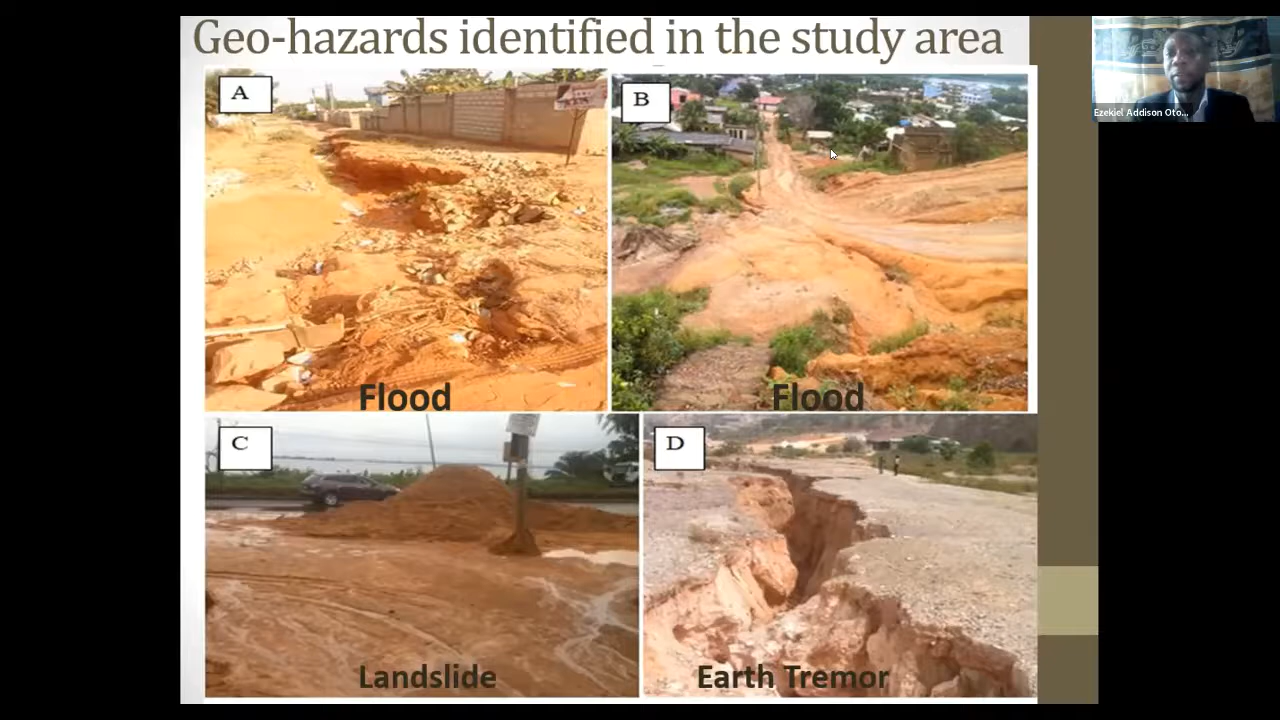 Geo-hazards identified in the study area
A
B
Ezekiel Addison Oto...
Flood
Flood
C
D
Landslide
Earth Tremor